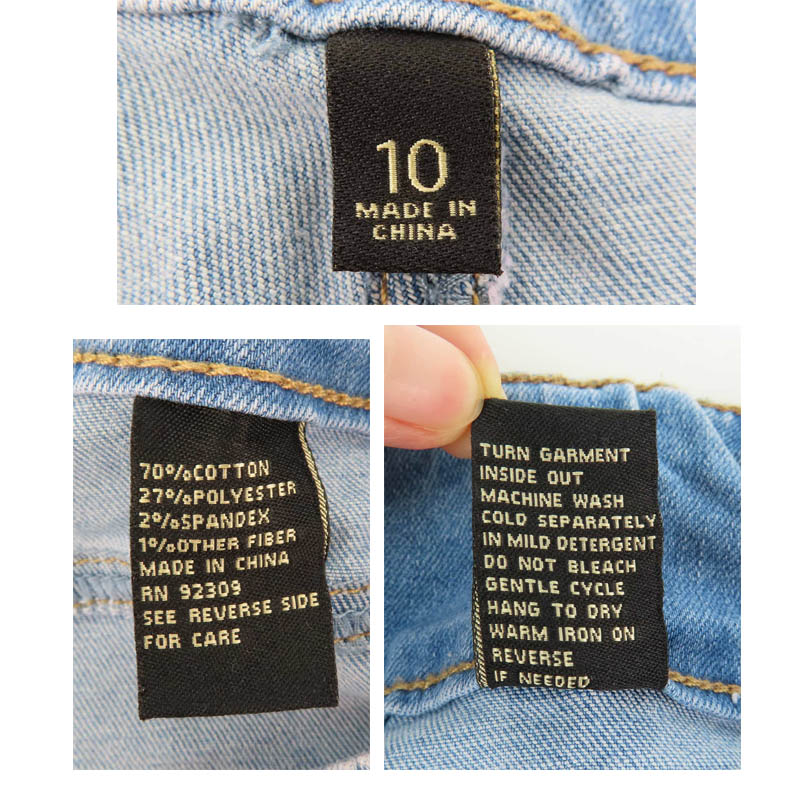 10
MADE IN
CHINA
70%COTTON
27%POLYESTER
2%SPANDEX
1%OTHER FIBER
MADE IN CHINA
RN 92309
SEE REVERSE SIDE
FOR CARE
TURN GARMENT
INSIDE OUT
MACHINE WASH
COLD SEPARATELY
IN MILD DETERGENT
DO NOT BLEACH
GENTLE CYCLE
HANG TO DRY
WARM IRON ON
REVERSE
IF NEEDED